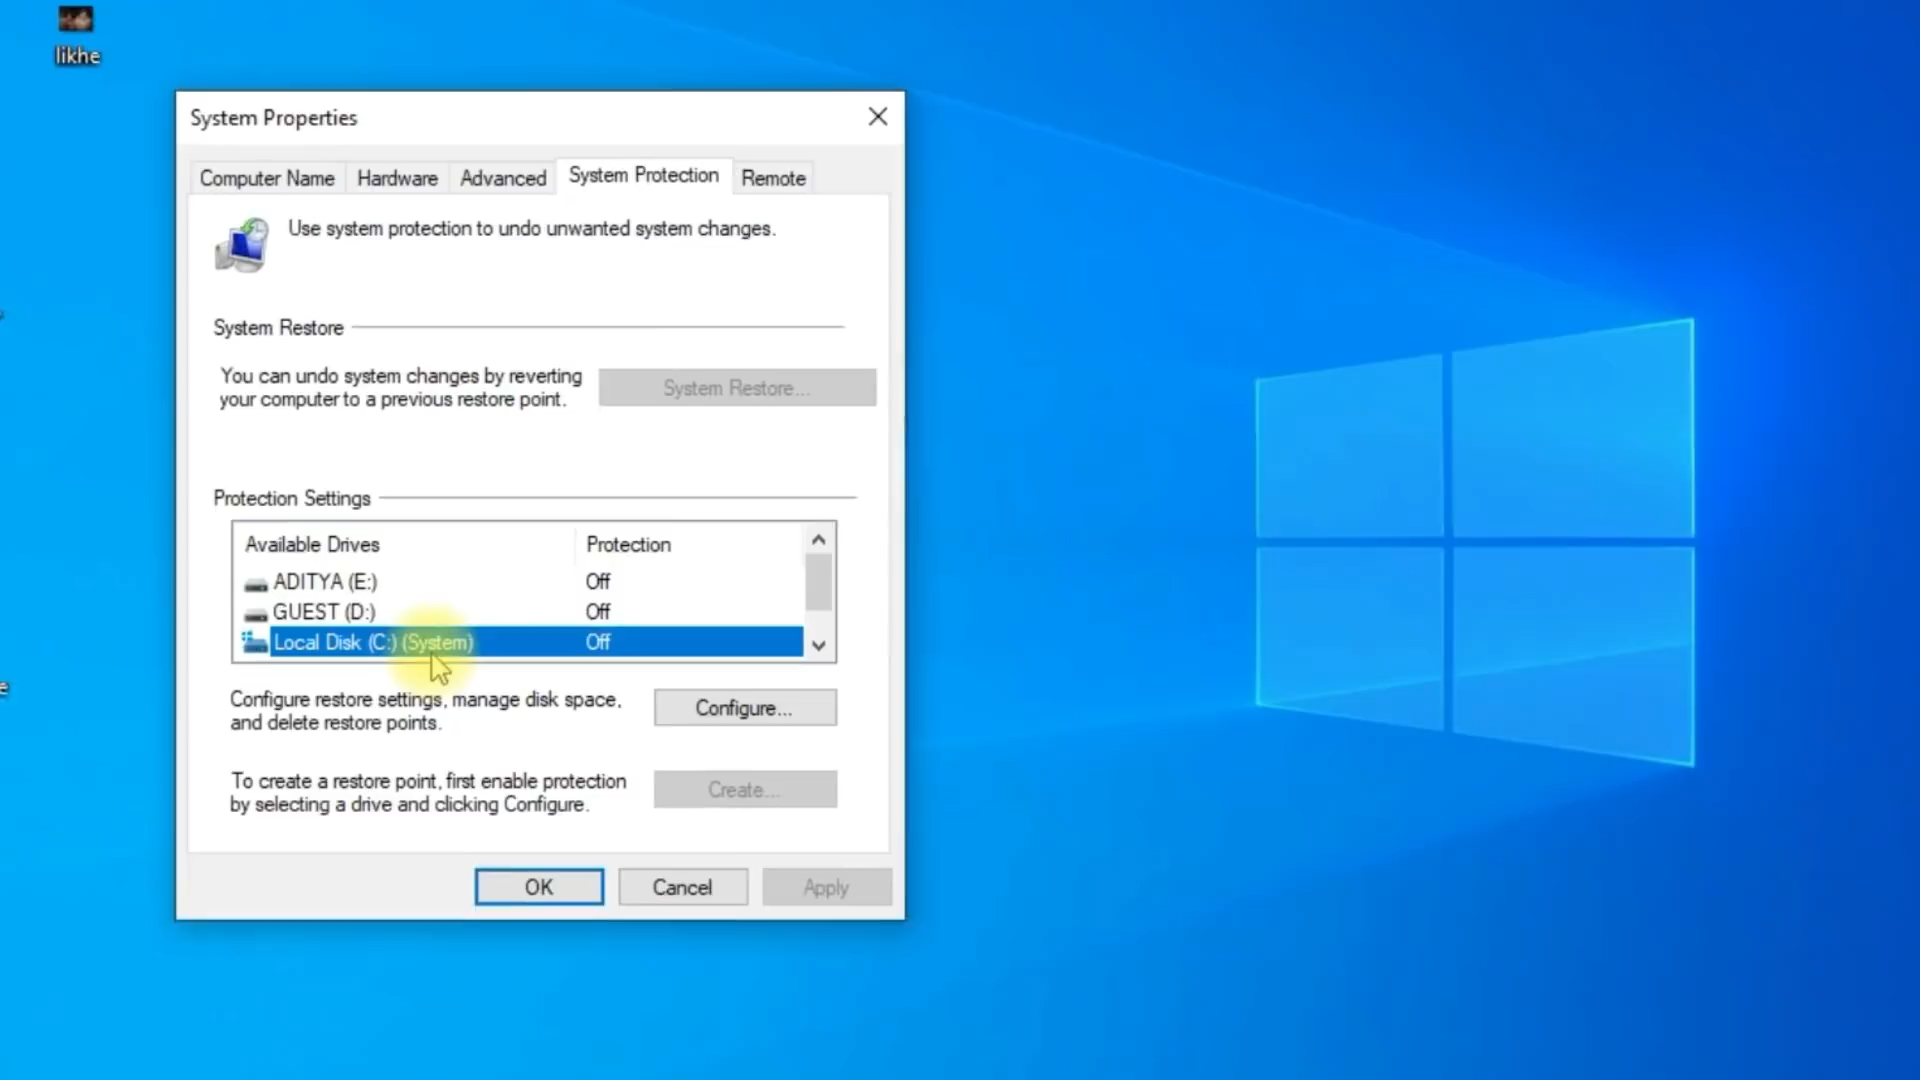 likhe
System Properties
Computer Name
Hardware
Advanced
System Protection
Remote
Use system protection to undo unwanted system changes.
System Restore
You can undo system changes by reverting
your computer to a previous restore point.
System Restore...
Protection Settings
Available Drives
Protection
ADITYA (E:)
Off
GUEST (D:)
Off
Local Disk (C:) (System)
Off
Configure restore settings, manage disk space,
and delete restore points.
Configure...
To create a restore point, first enable protection
by selecting a drive and clicking Configure.
Create...
OK
Cancel
Apply